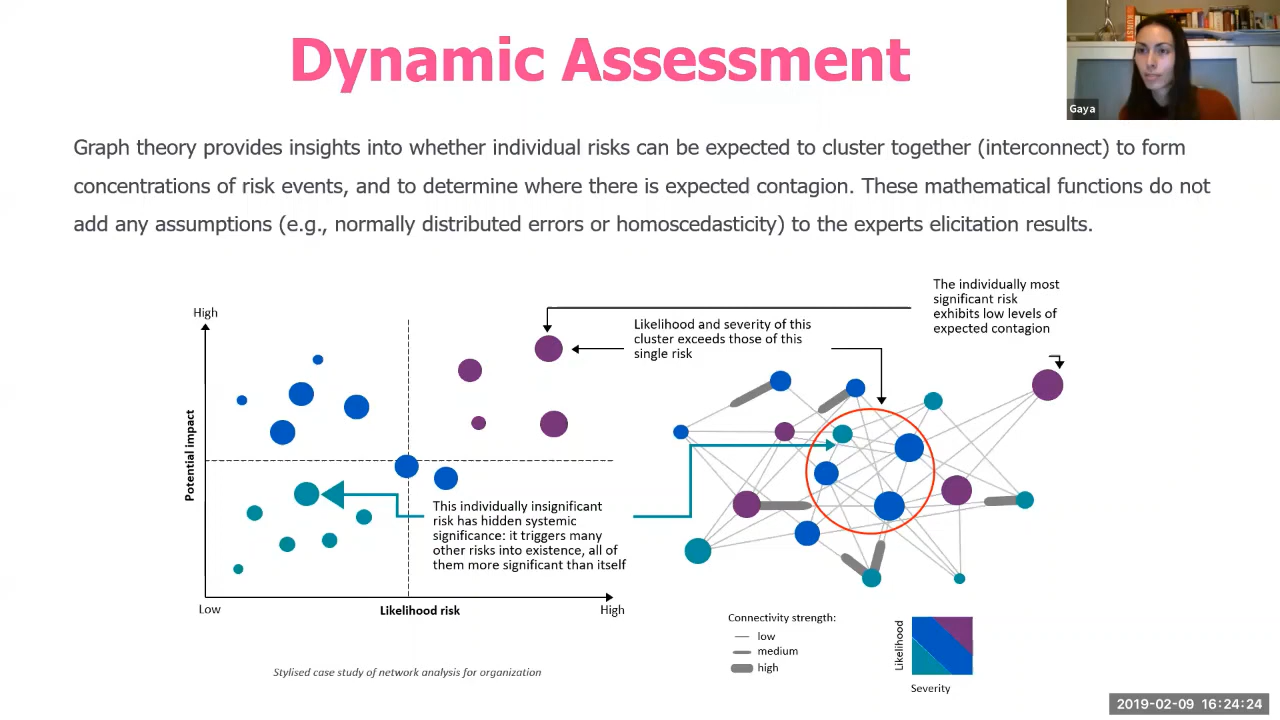 Dynamic Assessment
KUNST
Gaya
Graph theory provides insights into whether individual risks can be expected to cluster together (interconnect) to form
concentrations of risk events, and to determine where there is expected contagion. These mathematical functions do not
add any assumptions (e.g., normally distributed errors or homoscedasticity) to the experts elicitation results.
The individually most
significant risk
exhibits low levels of
expected contagion
High
Likelihood and severity of this
cluster exceeds those of this
single risk
Potential impact
This individually insignificant
risk has hidden systemic
significance: it triggers many
other risks into existence, all of
them more significant than itself
Low
Likelihood risk
High
Connectivity strength:
low
medium
high
Likelihood
Severity
Stylised case study of network analysis for organization
2019-02-09 16:24:24